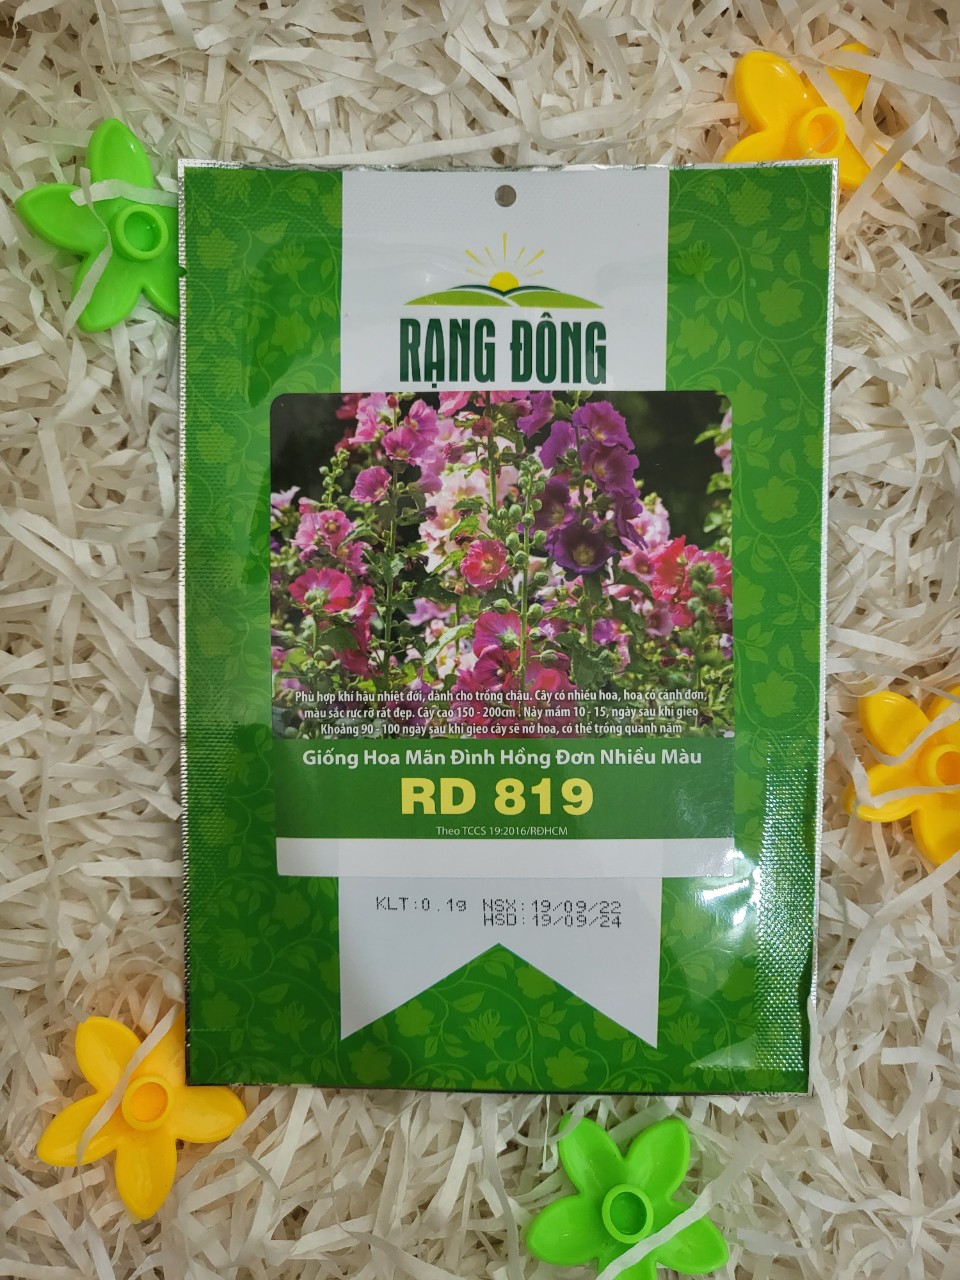 RẠNG ĐÔNG
Phù hợp khí hậu nhiệt đới, dành cho trồng chậu. Cây có nhiều hoa, hoa có cánh đơn,
màu sắc rực rỡ rất đẹp. Cây cao 150 - 200cm . Nảy mầm 10 - 15, ngày sau khi gieo
Khoảng 90 - 100 ngày sau khi gieo cây sẽ nở hoa, có thể trồng quanh năm
Giống Hoa Mãn Đình Hồng Đơn Nhiều Màu
RD 819
Theo TCCS 19:2016/RĐHCM
KLT:0.1g NSX:19/09/22
HSD:19/09/24